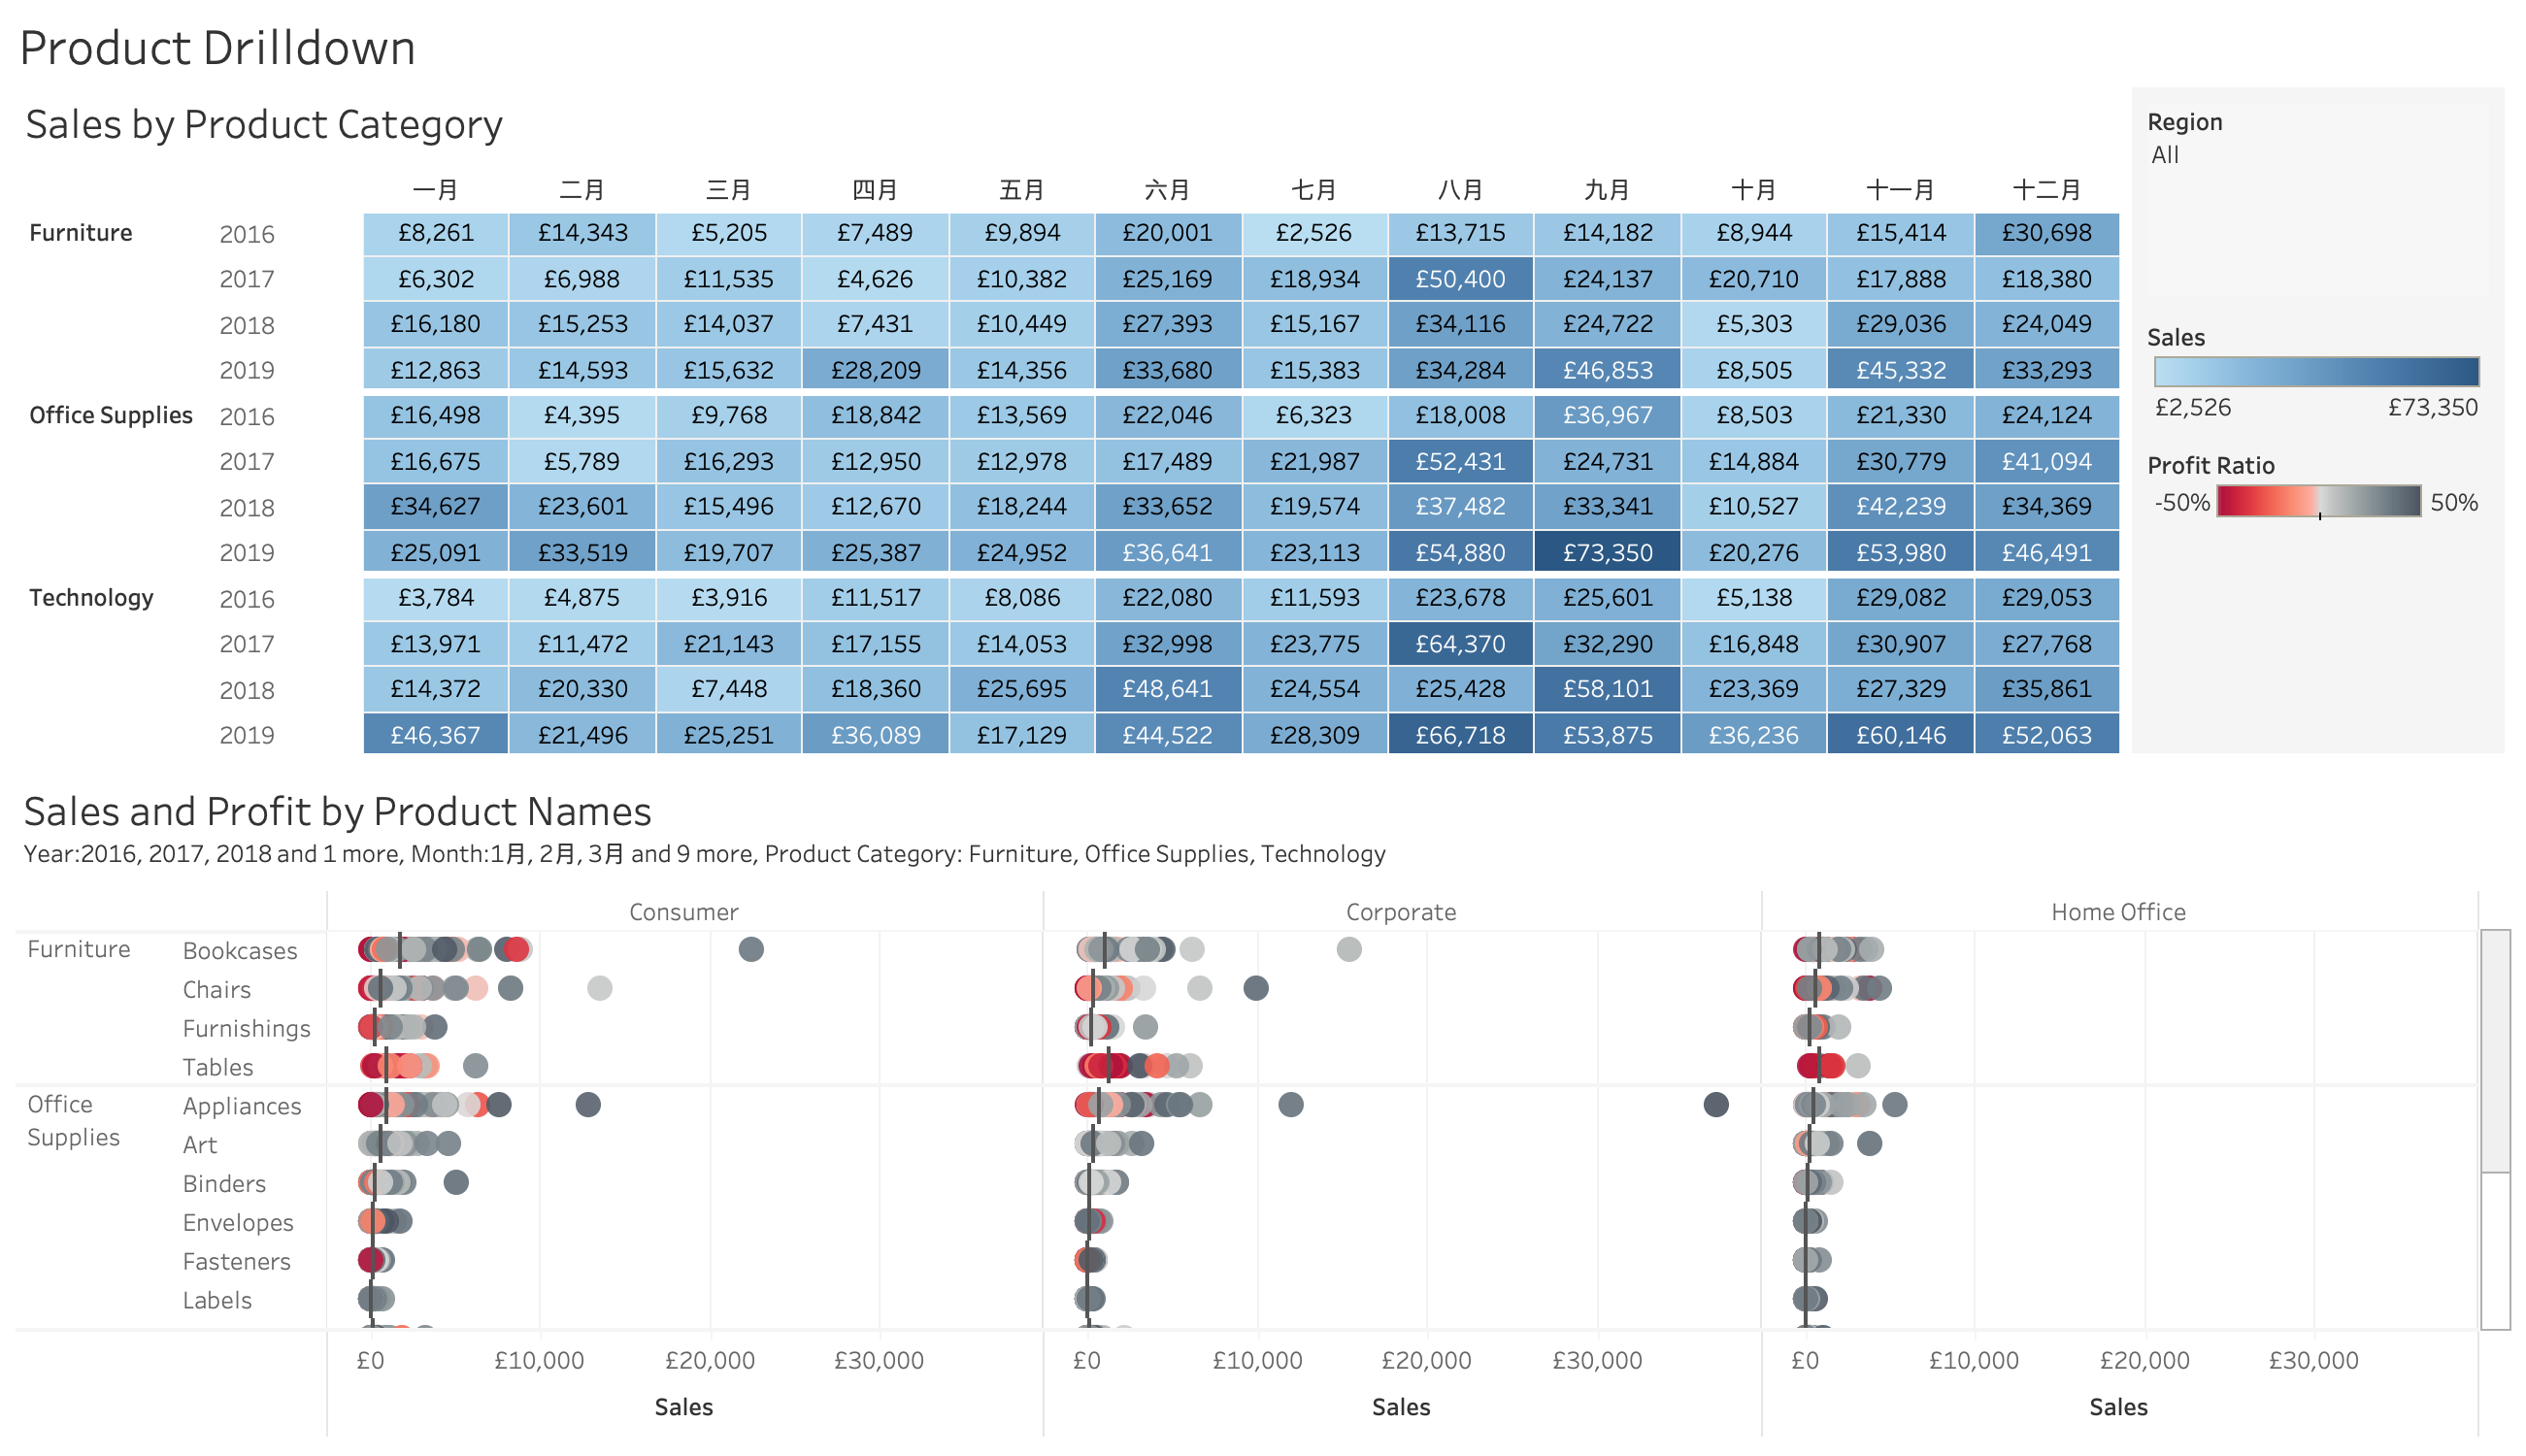 Product Drilldown
Sales by Product Category
一月 二月 三月 四月 五月 六月 七月 八月 九月 十月 十一月 十二月
Furniture 2016 £8,261 £14,343 £5,205 £7,489 £9,894 £20,001 £2,526 £13,715 £14,182 £8,944 £15,414 £30,698
2017 £6,302 £6,988 £11,535 £4,626 £10,382 £25,169 £18,934 £50,400 £24,137 £20,710 £17,888 £18,380
2018 £16,180 £15,253 £14,037 £7,431 £10,449 £27,393 £15,167 £34,116 £24,722 £5,303 £29,036 £24,049
2019 £12,863 £14,593 £15,632 £28,209 £14,356 £33,680 £15,383 £34,284 £46,853 £8,505 £45,332 £33,293
Office Supplies 2016 £16,498 £4,395 £9,768 £18,842 £13,569 £22,046 £6,323 £18,008 £36,967 £8,503 £21,330 £24,124
2017 £16,675 £5,789 £16,293 £12,950 £12,978 £17,489 £21,987 £52,431 £24,731 £14,884 £30,779 £41,094
2018 £34,627 £23,601 £15,496 £12,670 £18,244 £33,652 £19,574 £37,482 £33,341 £10,527 £42,239 £34,369
2019 £25,091 £33,519 £19,707 £25,387 £24,952 £36,641 £23,113 £54,880 £73,350 £20,276 £53,980 £46,491
Technology 2016 £3,784 £4,875 £3,916 £11,517 £8,086 £22,080 £11,593 £23,678 £25,601 £5,138 £29,082 £29,053
2017 £13,971 £11,472 £21,143 £17,155 £14,053 £32,998 £23,775 £64,370 £32,290 £16,848 £30,907 £27,768
2018 £14,372 £20,330 £7,448 £18,360 £25,695 £48,641 £24,554 £25,428 £58,101 £23,369 £27,329 £35,861
2019 £46,367 £21,496 £25,251 £36,089 £17,129 £44,522 £28,309 £66,718 £53,875 £36,236 £60,146 £52,063
Region
All
Sales
£2,526 £73,350
Profit Ratio
-50% 50%
Sales and Profit by Product Names
Year:2016, 2017, 2018 and 1 more, Month:1月, 2月, 3月 and 9 more, Product Category: Furniture, Office Supplies, Technology
Consumer Corporate Home Office
Furniture Bookcases
Chairs
Furnishings
Tables
Office Supplies Appliances
Art
Binders
Envelopes
Fasteners
Labels
£0 £10,000 £20,000 £30,000 £0 £10,000 £20,000 £30,000 £0 £10,000 £20,000 £30,000
Sales Sales Sales